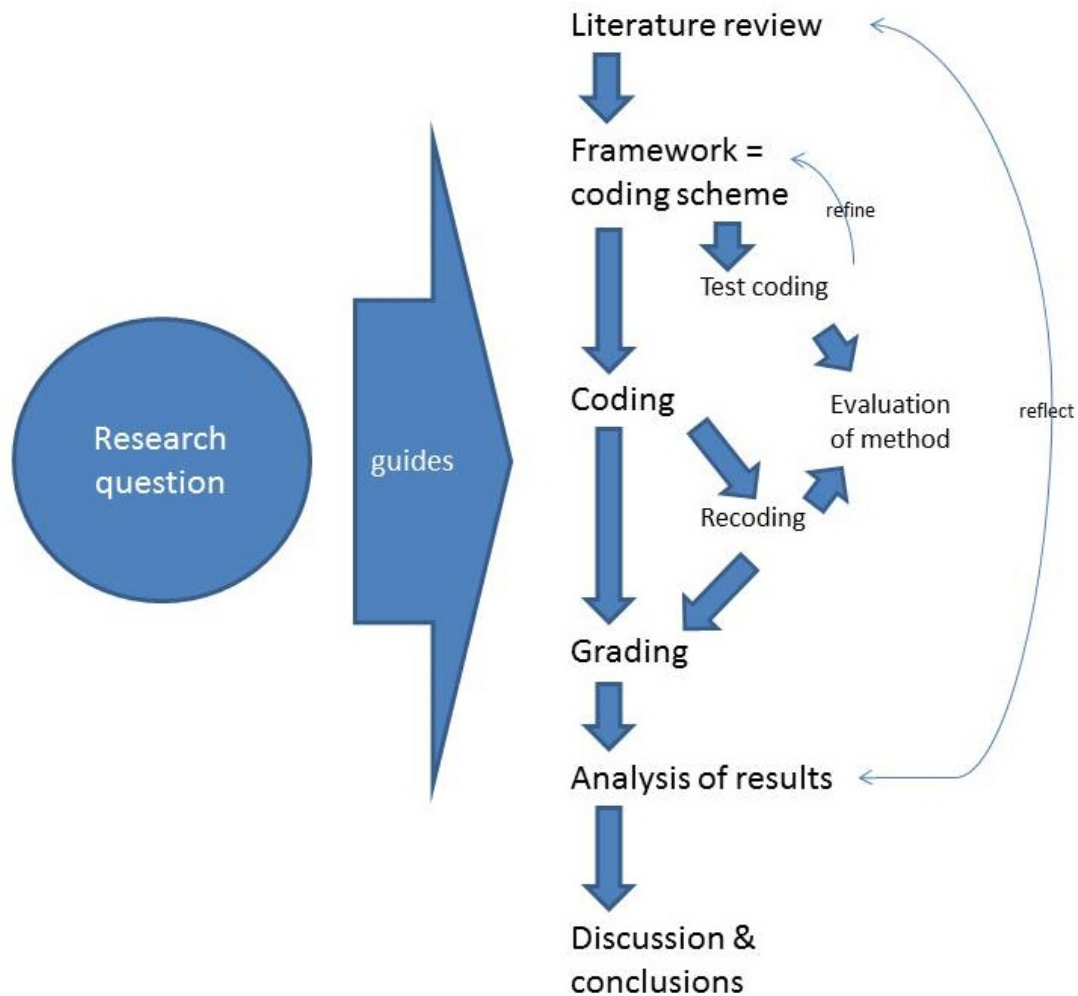 Literature review
Framework =
coding scheme
refine
Test coding
Coding
Evaluation
of method
reflect
Research
question
guides
Recoding
Grading
Analysis of results
Discussion &
conclusions